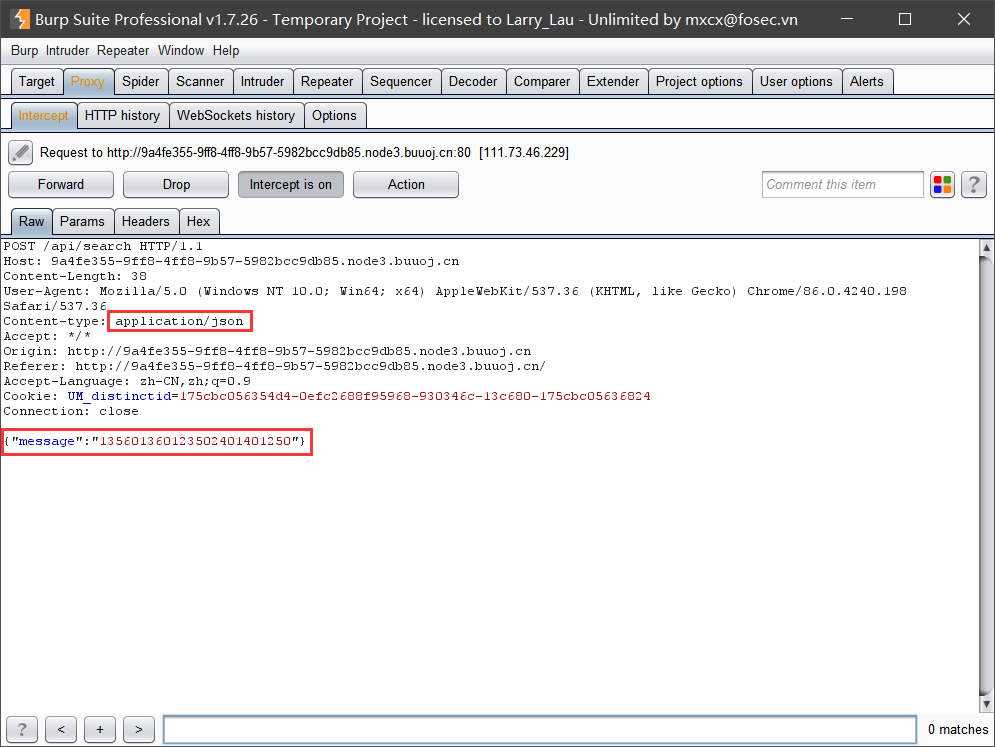 Burp Suite Professional v1.7.26 - Temporary Project - licensed to Larry_Lau - Unlimited by mxcx@fosec.vn
Burp Intruder Repeater Window Help
Target Proxy Spider Scanner Intruder Repeater Sequencer Decoder Comparer Extender Project options User options Alerts
Intercept HTTP history WebSockets history Options
Request to http://9a4fe355-9ff8-4ff8-9b57-5982bcc9db85.node3.buuoj.cn:80 [111.73.46.229]
Forward Drop Intercept is on Action Comment this item ?
Raw Params Headers Hex
POST /api/search HTTP/1.1
Host: 9a4fe355-9ff8-4ff8-9b57-5982bcc9db85.node3.buuoj.cn
Content-Length: 38
User-Agent: Mozilla/5.0 (Windows NT 10.0; Win64; x64) AppleWebKit/537.36 (KHTML, like Gecko) Chrome/86.0.4240.198
Safari/537.36
Content-type: application/json
Accept: */*
Origin: http://9a4fe355-9ff8-4ff8-9b57-5982bcc9db85.node3.buuoj.cn
Referer: http://9a4fe355-9ff8-4ff8-9b57-5982bcc9db85.node3.buuoj.cn/
Accept-Language: zh-CN,zh;q=0.9
Cookie: UM_distinctid=175cbc056354d4-0efc2688f95968-930346c-13c680-175cbc05636824
Connection: close
{"message":"135601360123502401401250"}
? < + > 0 matches